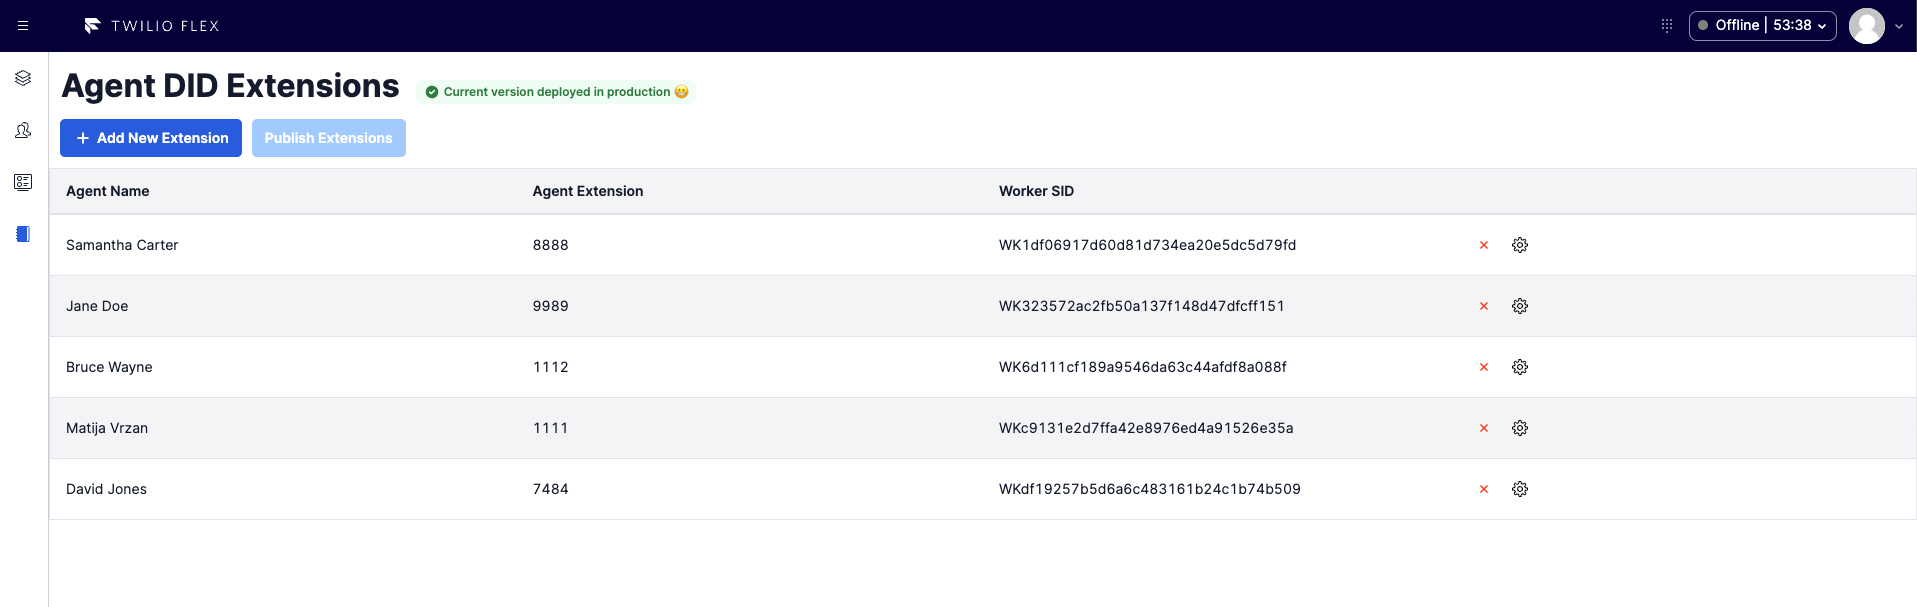 TWILIO FLEX
Offline | 53:38
Agent DID Extensions
Current version deployed in production 😀
+ Add New Extension
Publish Extensions
Agent Name Agent Extension Worker SID
Samantha Carter 8888 WK1df06917d60d81d734ea20e5dc5d79fd
Jane Doe 9989 WK323572ac2fb50a137f148d47dfcff151
Bruce Wayne 1112 WK6d111cf189a9546da63c44afdf8a088f
Matija Vrzan 1111 WKc9131e2d7ffa42e8976ed4a91526e35a
David Jones 7484 WKdf19257b5d6a6c483161b24c1b74b509